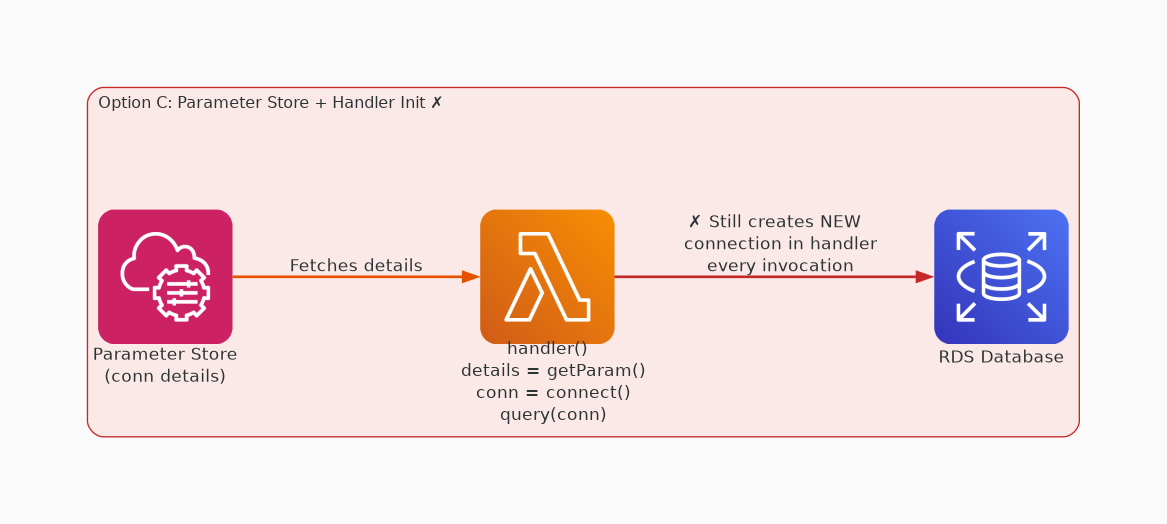 Option C: Parameter Store + Handler Init ✗
Fetches details
✗ Still creates NEW
connection in handler
every invocation
Parameter Store
(conn details)
handler()
details = getParam()
conn = connect()
query(conn)
RDS Database